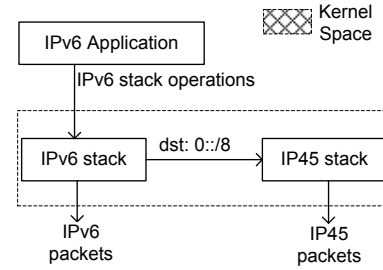 Kernel
Space
IPv6 Application
IPv6 stack operations
IPv6 stack
dst: 0::/8
IP45 stack
IPv6
packets
IP45
packets